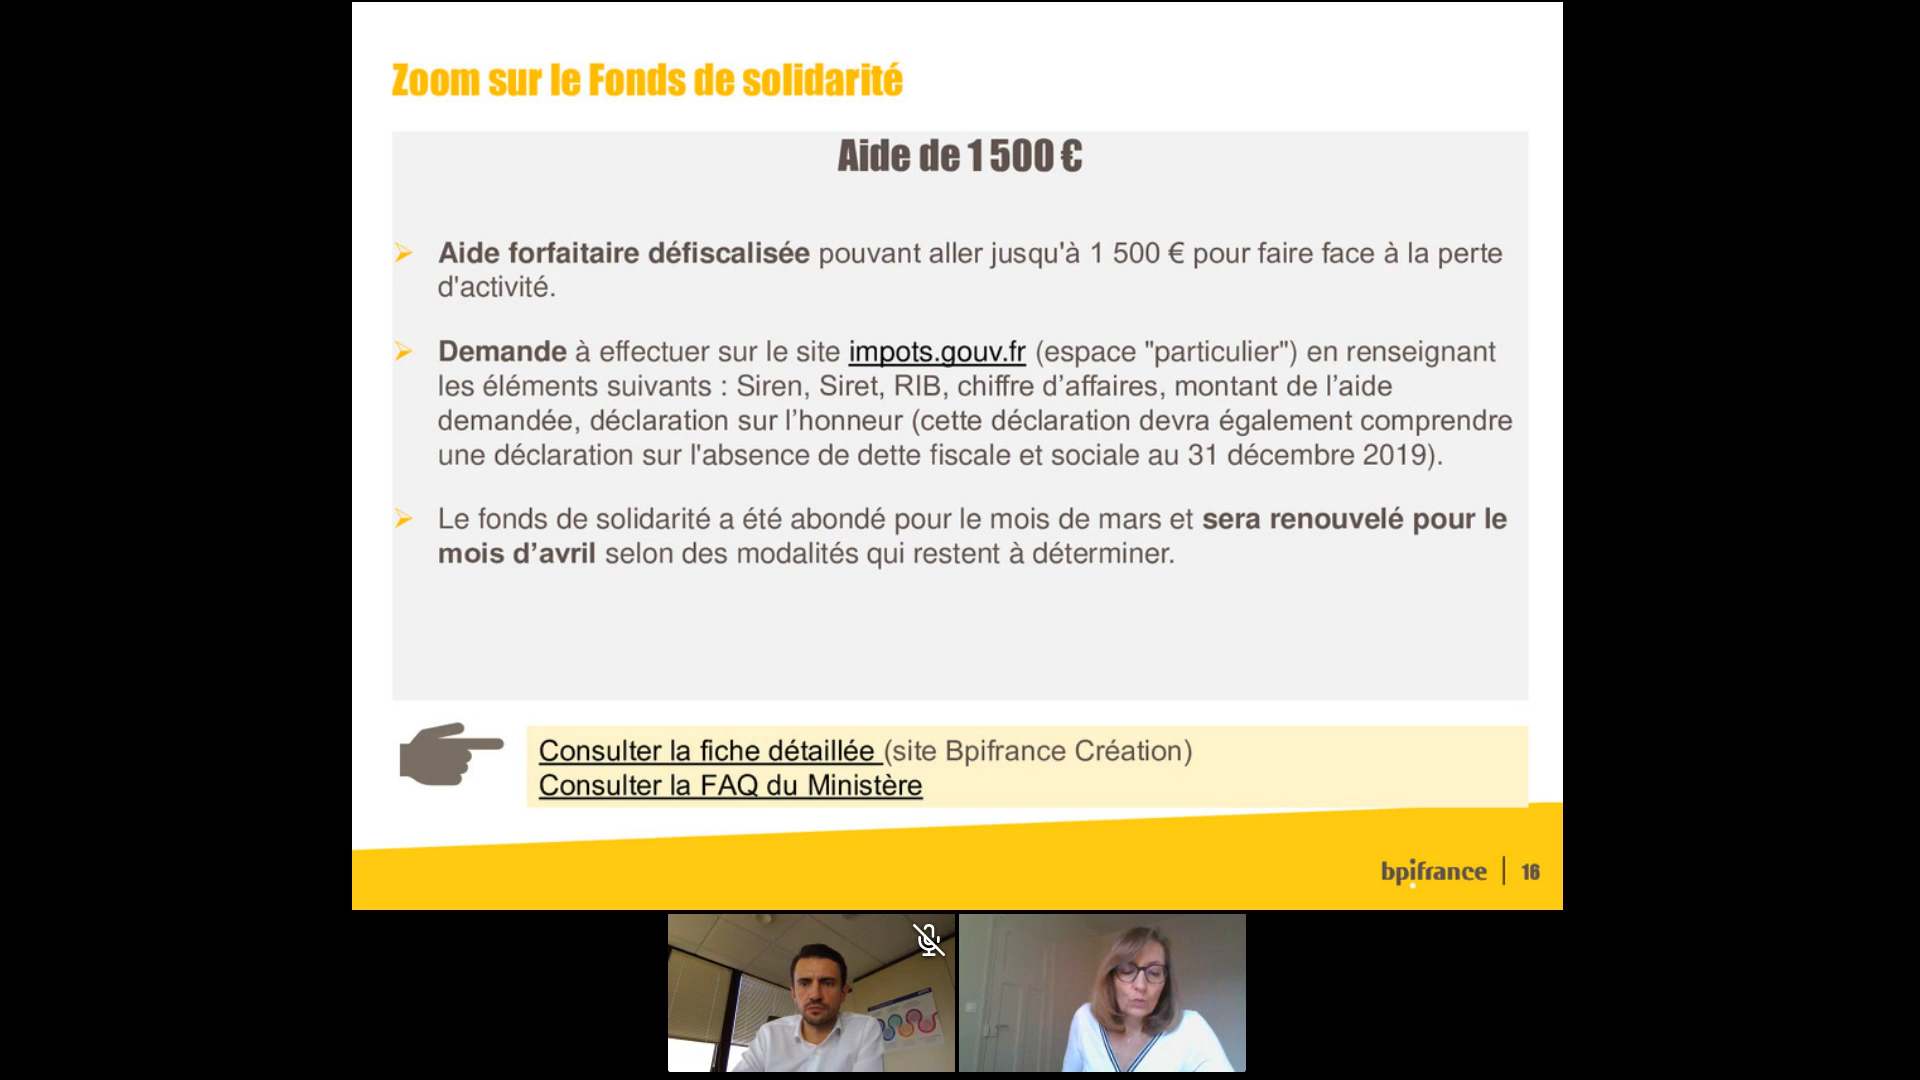 Zoom sur le Fonds de solidarité
Aide de 1 500 €
Aide forfaitaire défiscalisée pouvant aller jusqu'à 1 500 € pour faire face à la perte
d'activité.
Demande à effectuer sur le site impots.gouv.fr (espace "particulier") en renseignant
les éléments suivants : Siren, Siret, RIB, chiffre d’affaires, montant de l’aide
demandée, déclaration sur l’honneur (cette déclaration devra également comprendre
une déclaration sur l'absence de dette fiscale et sociale au 31 décembre 2019).
Le fonds de solidarité a été abondé pour le mois de mars et sera renouvelé pour le
mois d’avril selon des modalités qui restent à déterminer.
Consulter la fiche détaillée (site Bpifrance Création)
Consulter la FAQ du Ministère
bpifrance | 16